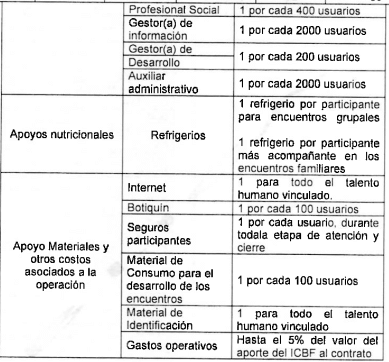 Profesional Social
1 por cada 400 usuarios
Gestor(a) de
información
1 por cada 2000 usuarios
Gestor(a) de
Desarrollo
1 por cada 200 usuarios
Auxiliar
administrativo
1 por cada 2000 usuarios
Apoyos nutricionales
Refrigerios
1 refrigerio por participante
para encuentros grupales
1 refrigerio por participante
más acompañante en los
encuentros familiares
Apoyo Materiales y
otros costos
asociados a la
operación
Internet
1 para todo el talento
humano vinculado.
Botiquín
1 por cada 100 usuarios
Seguros
participantes
1 por cada usuario, durante
todala etapa de atención y
cierre
Material de
Consumo para el
desarrollo de los
encuentros
1 por cada 100 usuarios
Material de
Identificación
1 para todo el talento
humano vinculado
Gastos operativos
Hasta el 5% del valor del
aporte del ICBF al contrato